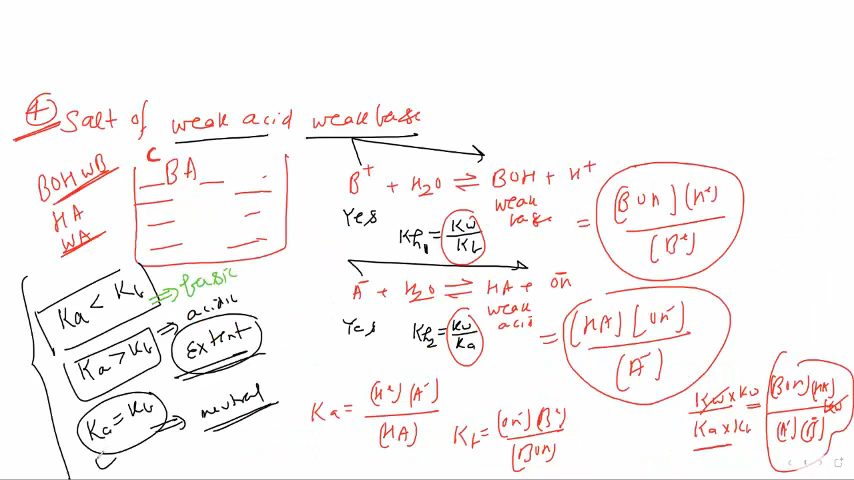 ④ Salt of weak acid weak base
BOH WB
HA
WA
C
BA
B⁺ + H₂O ⇌ BOH + H⁺
weak base
Yes
Kh₁ = Kw/Kb = [BOH][H⁺]/[B⁺]
A⁻ + H₂O ⇌ HA + OH⁻
weak acid
Yes
Kh₂ = Kw/Ka = [HA][OH⁻]/[A⁻]
Ka < Kb ⇒ basic
Ka > Kb ⇒ acidic
Extent
Ka = Kb ⇒ neutral
Ka = [H⁺][A⁻]/[HA]
Kb = [OH⁻][B⁺]/[BOH]
Kw × Kw / Ka × Kb = [BOH][HA] Kw / [A⁻][B⁺]